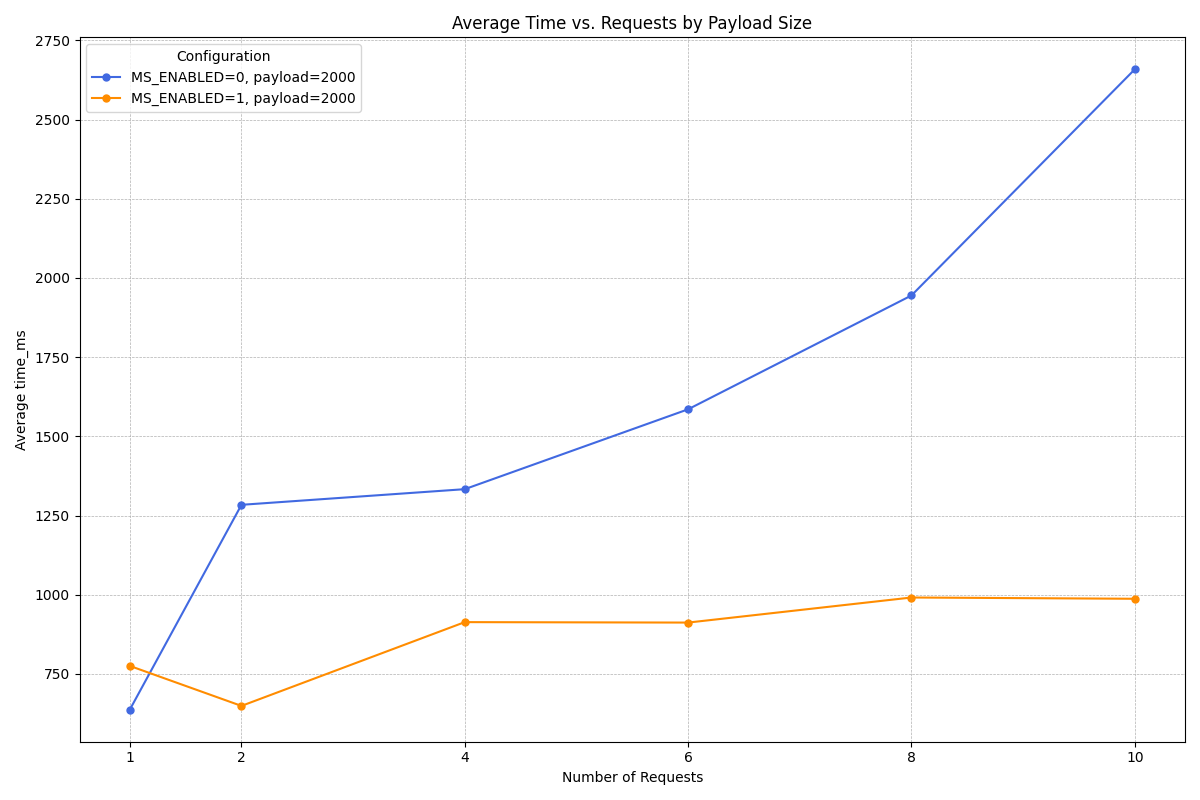 Average Time vs. Requests by Payload Size
Configuration
MS_ENABLED=0, payload=2000
MS_ENABLED=1, payload=2000
Average time_ms
2750
2500
2250
2000
1750
1500
1250
1000
750
1 2 4 6 8 10
Number of Requests